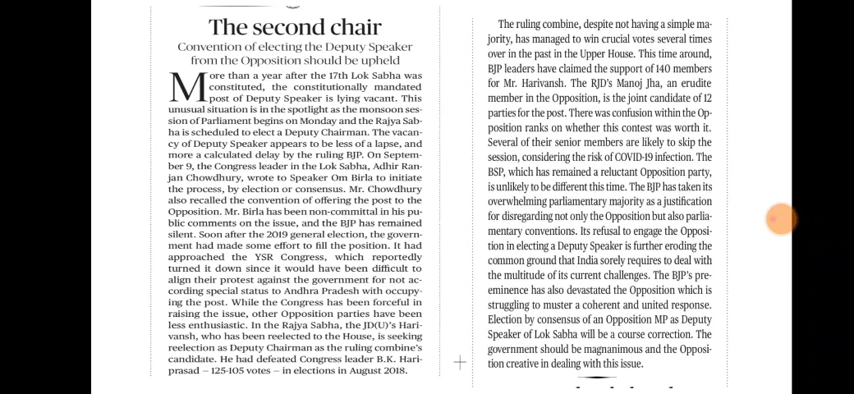 The second chair
Convention of electing the Deputy Speaker
from the Opposition should be upheld
More than a year after the 17th Lok Sabha was
constituted, the constitutionally mandated
post of Deputy Speaker is lying vacant. This
unusual situation is in the spotlight as the monsoon ses-
sion of Parliament begins on Monday and the Rajya Sab-
ha is scheduled to elect a Deputy Chairman. The vacan-
cy of Deputy Speaker appears to be less of a lapse, and
more a calculated delay by the ruling BJP. On Septem-
ber 9, the Congress leader in the Lok Sabha, Adhir Ran-
jan Chowdhury, wrote to Speaker Om Birla to initiate
the process, by election or consensus. Mr. Chowdhury
also recalled the convention of offering the post to the
Opposition. Mr. Birla has been non-committal in his pu-
blic comments on the issue, and the BJP has remained
silent. Soon after the 2019 general election, the govern-
ment had made some effort to fill the position. It had
approached the YSR Congress, which reportedly
turned it down since it would have been difficult to
align their protest against the government for not ac-
cording special status to Andhra Pradesh with occupy-
ing the post. While the Congress has been forceful in
raising the issue, other Opposition parties have been
less enthusiastic. In the Rajya Sabha, the JD(U)'s Hari-
vansh, who has been reelected to the House, is seeking
reelection as Deputy Chairman as the ruling combine's
candidate. He had defeated Congress leader B.K. Hari-
prasad – 125-105 votes – in elections in August 2018.
The ruling combine, despite not having a simple ma-
jority, has managed to win crucial votes several times
over in the past in the Upper House. This time around,
BJP leaders have claimed the support of 140 members
for Mr. Harivansh. The RJD's Manoj Jha, an erudite
member in the Opposition, is the joint candidate of 12
parties for the post. There was confusion within the Op-
position ranks on whether this contest was worth it.
Several of their senior members are likely to skip the
session, considering the risk of COVID-19 infection. The
BSP, which has remained a reluctant Opposition party,
is unlikely to be different this time. The BJP has taken its
overwhelming parliamentary majority as a justification
for disregarding not only the Opposition but also parlia-
mentary conventions. Its refusal to engage the Opposi-
tion in electing a Deputy Speaker is further eroding the
common ground that India sorely requires to deal with
the multitude of its current challenges. The BJP's pre-
eminence has also devastated the Opposition which is
struggling to muster a coherent and united response.
Election by consensus of an Opposition MP as Deputy
Speaker of Lok Sabha will be a course correction. The
government should be magnanimous and the Opposi-
tion creative in dealing with this issue.